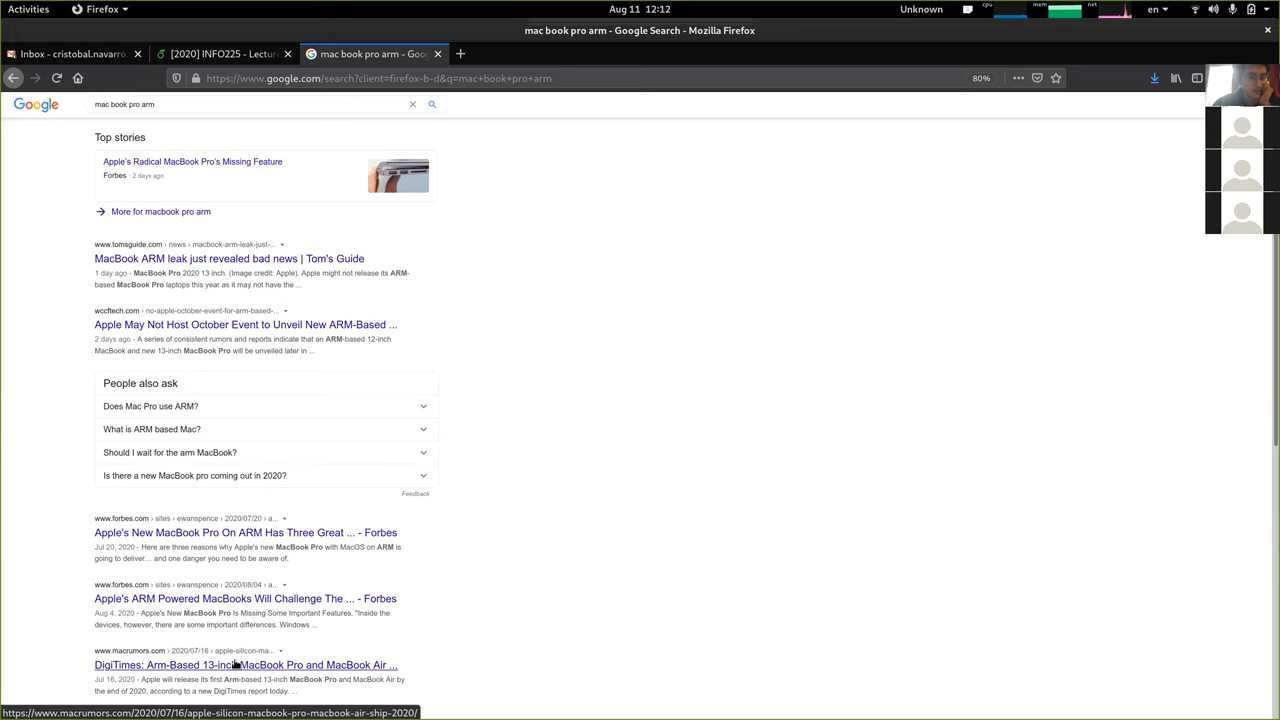 Activities
Firefox
Aug 11 12:12
Unknown
cpu
mem
net
en
mac book pro arm - Google Search - Mozilla Firefox
Inbox - cristobal.navarro
[2020] INFO225 - Lectur
mac book pro arm - Goo
https://www.google.com/search?client=firefox-b-d&q=mac+book+pro+arm
80%
Google
mac book pro arm
Top stories
Apple's Radical MacBook Pro's Missing Feature
Forbes · 2 days ago
More for macbook pro arm
www.tomsguide.com › news › macbook-arm-leak-just-...
MacBook ARM leak just revealed bad news | Tom's Guide
1 day ago - MacBook Pro 2020 13 inch. (Image credit: Apple). Apple might not release its ARM-
based MacBook Pro laptops this year as it may not have the ...
wccftech.com › no-apple-october-event-for-arm-based-...
Apple May Not Host October Event to Unveil New ARM-Based ...
2 days ago - A series of consistent rumors and reports indicate that an ARM-based 12-inch
MacBook and new 13-inch MacBook Pro will be unveiled later in ...
People also ask
Does Mac Pro use ARM?
What is ARM based Mac?
Should I wait for the arm MacBook?
Is there a new MacBook pro coming out in 2020?
Feedback
www.forbes.com › sites › ewanspence › 2020/07/20 › a...
Apple's New MacBook Pro On ARM Has Three Great ... - Forbes
Jul 20, 2020 - Here are three reasons why Apple's new MacBook Pro with MacOS on ARM is
going to deliver… and one danger you need to be aware of.
www.forbes.com › sites › ewanspence › 2020/08/04 › a...
Apple's ARM Powered MacBooks Will Challenge The ... - Forbes
Aug 4, 2020 - Apple's New MacBook Pro Is Missing Some Important Features. "Inside the
devices, however, there are some important differences. Windows ...
www.macrumors.com › 2020/07/16 › apple-silicon-ma...
DigiTimes: Arm-Based 13-inch MacBook Pro and MacBook Air ...
Jul 16, 2020 - Apple will release its first Arm-based 13-inch MacBook Pro and MacBook Air by
the end of 2020, according to a new DigiTimes report today. ...
https://www.macrumors.com/2020/07/16/apple-silicon-macbook-pro-macbook-air-ship-2020/